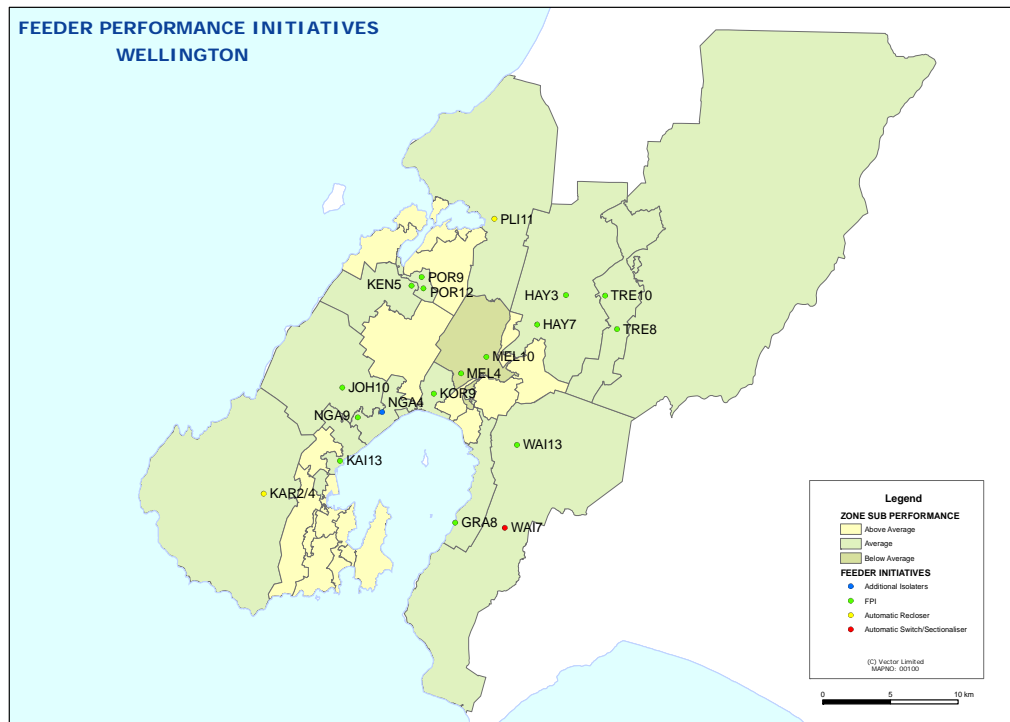 FEEDER PERFORMANCE INITIATIVES
WELLINGTON
PLI11
POR9
KEN5
POR12
HAY3
TRE10
HAY7
TRE8
MEL10
MEL4
JOH10
KOR9
NGA4
NGA9
WAI13
KAI13
KAR2/4
GRA8
WAI7
Legend
ZONE SUB PERFORMANCE
Above Average
Average
Below Average
FEEDER INITIATIVES
Additional Isolaters
FPI
Automatic Recloser
Automatic Switch/Sectionaliser
(C) Vector Limited
MAPNO: 00100
0 5 10 km